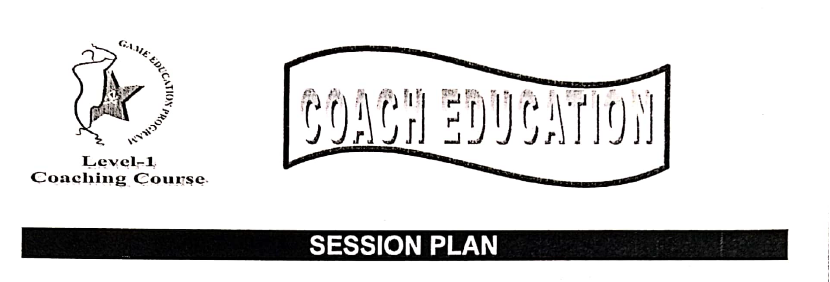 GAME EDUCATION PROGRAM
Level-1
Coaching Course
COACH EDUCATION
SESSION PLAN